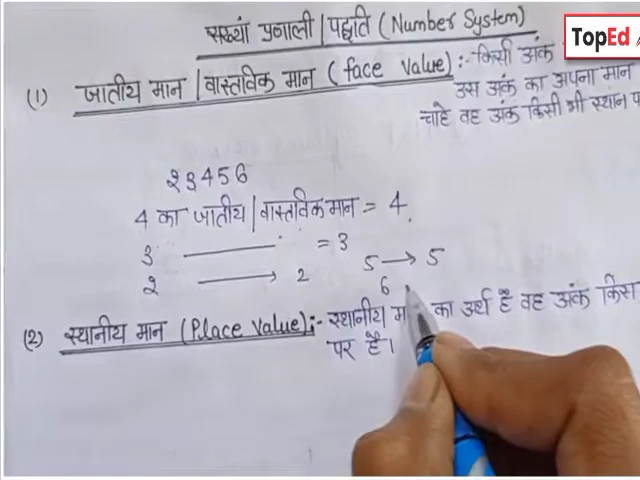 सख्यां प्रणाली | पद्धति (Number System)
TopEd
(1) जातीय मान | वास्तविक मान (face Value) :- किसी अंक
उस अंक का अपना मान
चाहे वह अंक किसी भी स्थान प
23456
4 का जातीय | वास्तविक मान = 4
3 = 3
2 → 2
5 → 5
6
(2) स्थानीय मान (Place Value) :- स्थानीय का अर्थ है वह अंक किस
पर है।